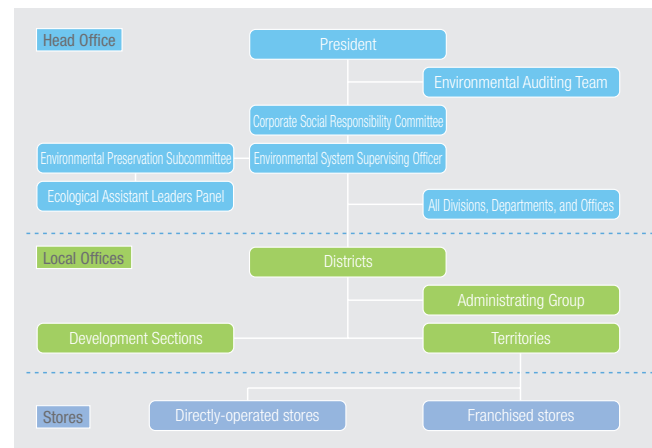 Head Office
President
Environmental Auditing Team
Corporate Social Responsibility Committee
Environmental Preservation Subcommittee
Environmental System Supervising Officer
Ecological Assistant Leaders Panel
All Divisions, Departments, and Offices
Local Offices
Districts
Administrating Group
Development Sections
Territories
Stores
Directly-operated stores
Franchised stores